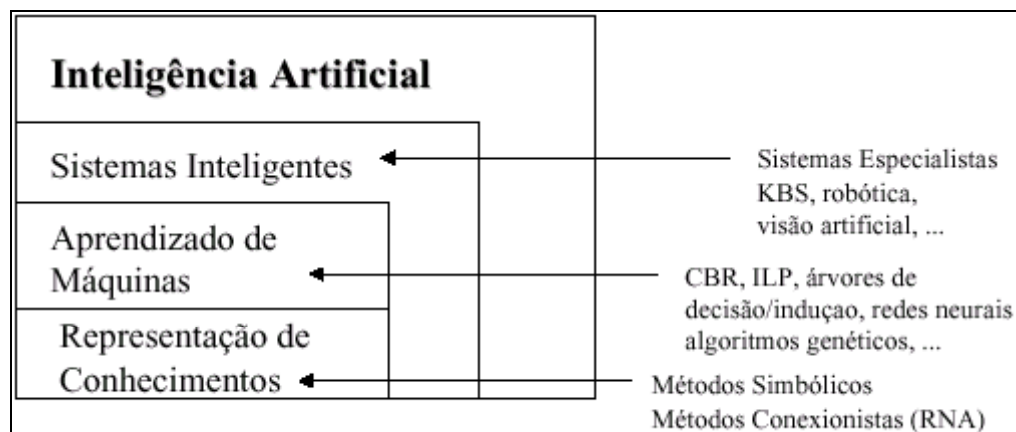 Inteligência Artificial
Sistemas Inteligentes
Sistemas Especialistas
KBS, robótica,
visão artificial, ...
Aprendizado de
Máquinas
CBR, ILP, árvores de
decisão/induçao, redes neurais
algoritmos genéticos, ...
Representação de
Conhecimentos
Métodos Simbólicos
Métodos Conexionistas (RNA)